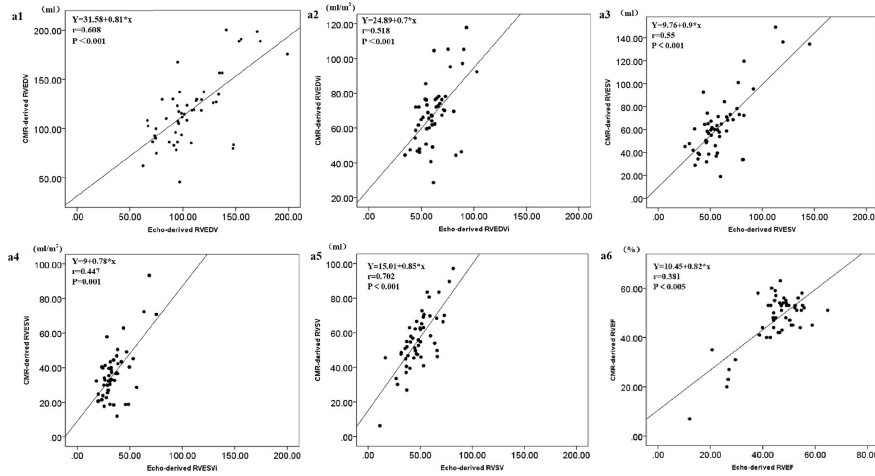 a1
(ml)
Y=31.58+0.81*x
r=0.608
P<0.001
CMR-derived RVEDV
200.00
150.00
100.00
50.00
.00
.00 50.00 100.00 150.00 200.00
Echo-derived RVEDV
a2
(ml/m²)
Y=24.89+0.7*x
r=0.518
P<0.001
CMR-derived RVEDVi
120.00
100.00
80.00
60.00
40.00
20.00
.00 50.00 100.00 150.00 200.00
Echo-derived RVEDVi
a3
(ml)
Y=9.76+0.9*x
r=0.55
P<0.001
CMR-derived RVESV
140.00
120.00
100.00
80.00
60.00
40.00
20.00
.00
.00 50.00 100.00 150.00 200.00
Echo-derived RVESV
a4
(ml/m²)
Y=9+0.78*x
r=0.447
P=0.001
CMR-derived RVESVi
100.00
80.00
60.00
40.00
20.00
.00
.00 50.00 100.00 150.00 200.00
Echo-derived RVESVi
a5
(ml)
Y=15.01+0.85*x
r=0.702
P<0.001
CMR-derived RVSV
100.00
80.00
60.00
40.00
20.00
.00
.00 50.00 100.00 150.00 200.00
Echo-derived RVSV
a6
(%)
Y=10.45+0.82*x
r=0.381
P<0.005
CMR-derived RVEF
60.00
40.00
20.00
.00
.00 20.00 40.00 60.00 80.00
Echo-derived RVEF